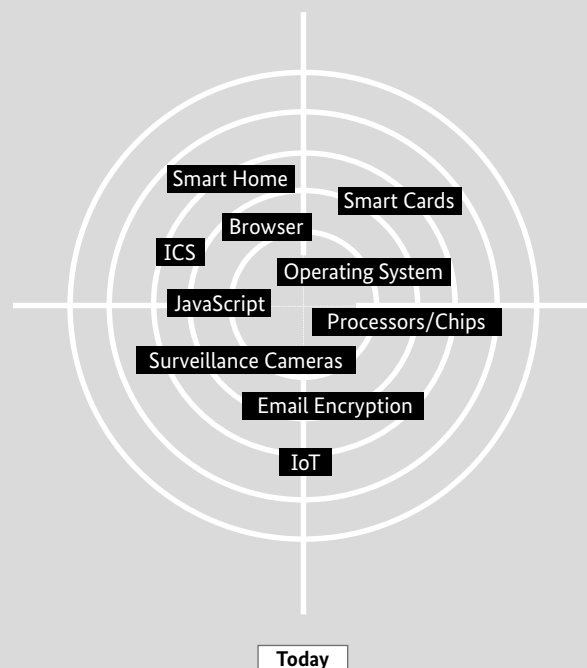 Smart Home
Smart Cards
Browser
ICS
Operating System
JavaScript
Processors/Chips
Surveillance Cameras
Email Encryption
IoT
Today